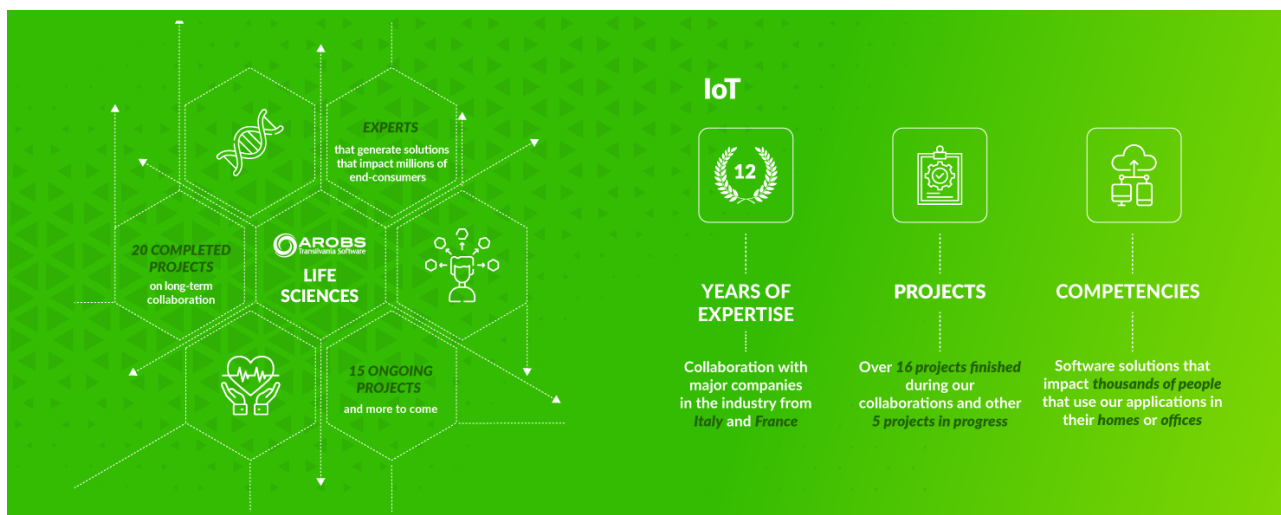 EXPERTS
that generate solutions
that impact millions of
end-consumers
20 COMPLETED
PROJECTS
on long-term
collaboration
AROBS
Transilvania Software
LIFE
SCIENCES
15 ONGOING
PROJECTS
and more to come
IoT
12
YEARS OF
EXPERTISE
Collaboration with
major companies
in the industry from
Italy and France
PROJECTS
Over 16 projects finished
during our
collaborations and other
5 projects in progress
COMPETENCIES
Software solutions that
impact thousands of people
that use our applications in
their homes or offices